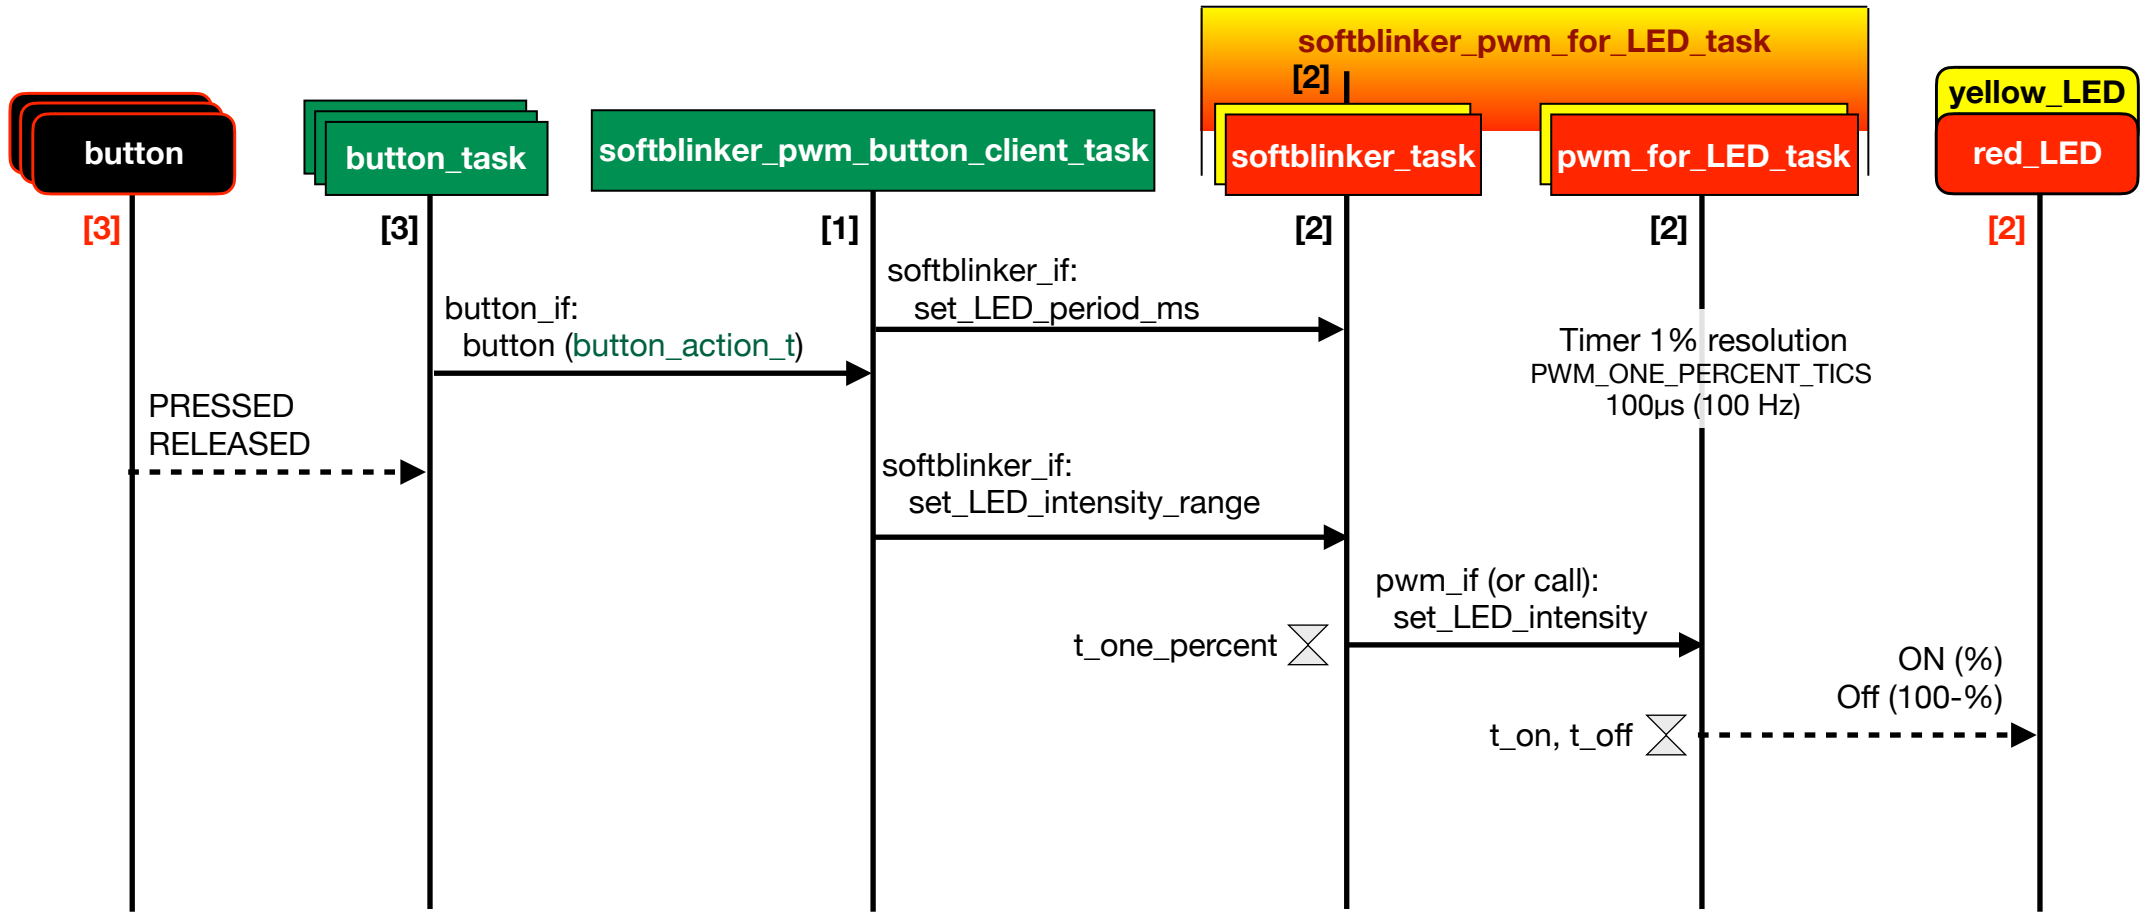 softblinker_pwm_for_LED_task
[2]
yellow_LED
button
button_task
softblinker_pwm_button_client_task
softblinker_task
pwm_for_LED_task
red_LED
[3]
[3]
[1]
[2]
[2]
[2]
softblinker_if:
set_LED_period_ms
button_if:
button (button_action_t)
Timer 1% resolution
PWM_ONE_PERCENT_TICS
100µs (100 Hz)
PRESSED
RELEASED
softblinker_if:
set_LED_intensity_range
pwm_if (or call):
set_LED_intensity
t_one_percent
ON (%)
Off (100-%)
t_on, t_off